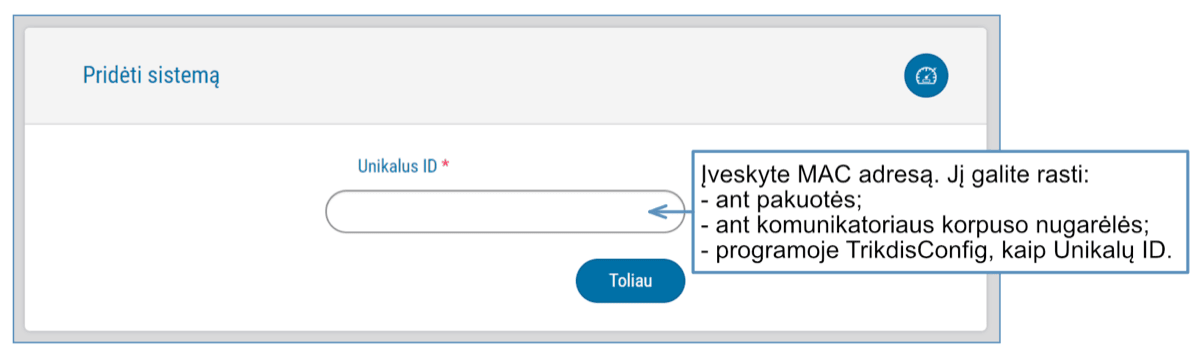 Pridėti sistemą
Unikalus ID *
Įveskyte MAC adresą. Jį galite rasti:
- ant pakuotės;
- ant komunikatoriaus korpuso nugarėlės;
- programoje TrikdisConfig, kaip Unikalų ID.
Toliau